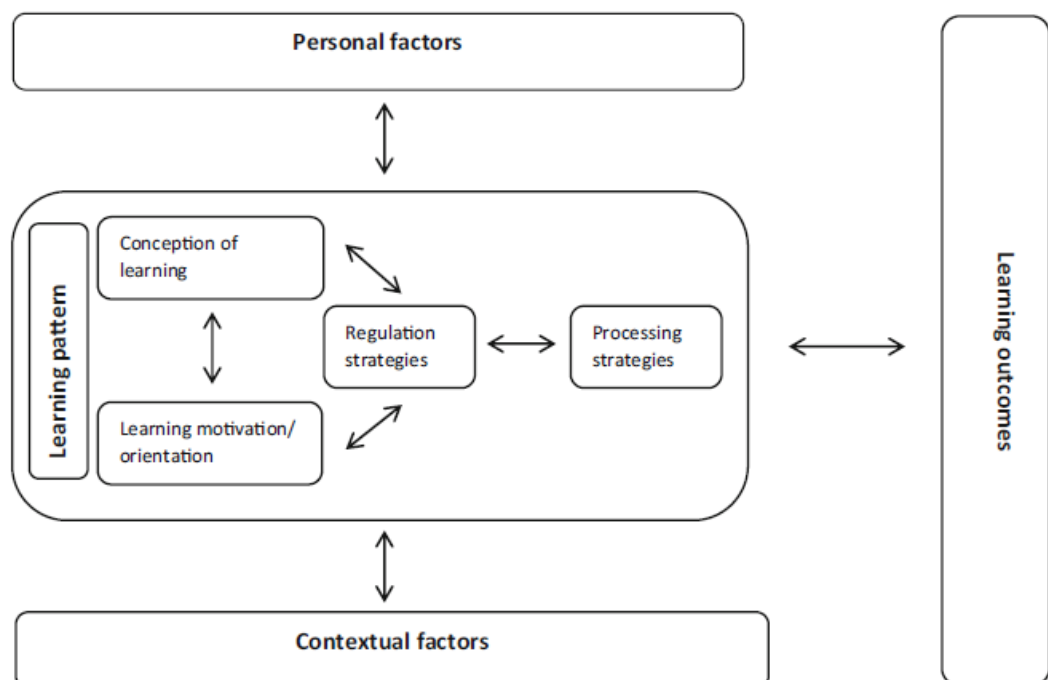 Personal factors
Learning pattern
Conception of
learning
Regulation
strategies
Processing
strategies
Learning motivation/
orientation
Learning outcomes
Contextual factors